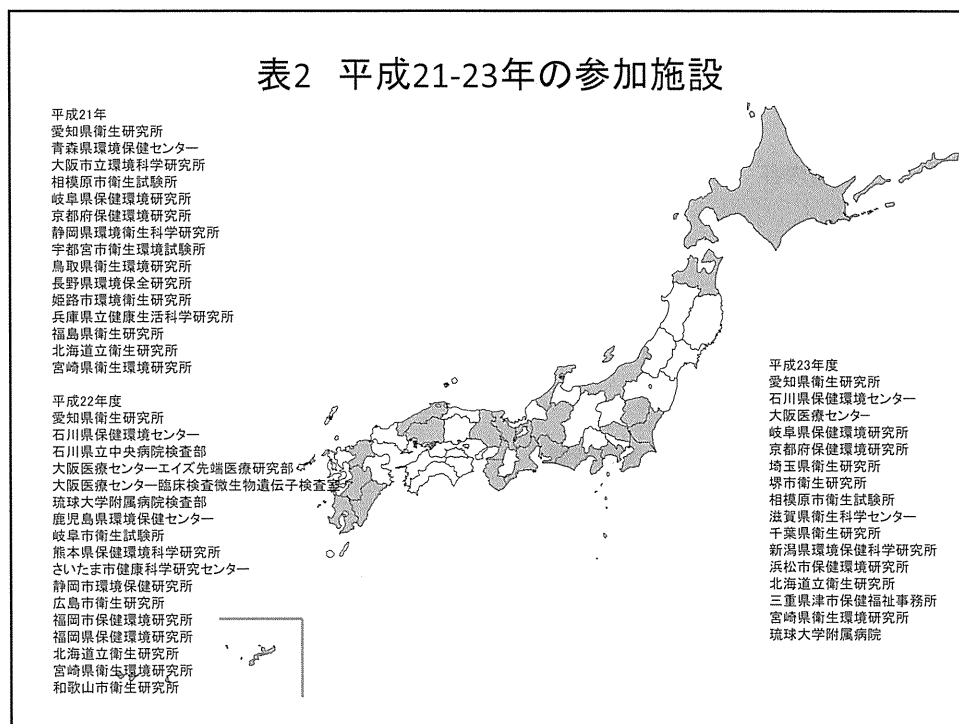 表2　平成21-23年の参加施設
平成21年
愛知県衛生研究所
青森県環境保健センター
大阪市立環境科学研究所
相模原市衛生試験所
岐阜県保健環境研究所
京都府保健環境研究所
静岡県環境衛生科学研究所
宇都宮市衛生環境試験所
鳥取県衛生環境研究所
長野県環境保全研究所
姫路市環境衛生研究所
兵庫県立健康生活科学研究所
福島県衛生研究所
北海道立衛生研究所
宮崎県衛生環境研究所
平成22年度
愛知県衛生研究所
石川県保健環境センター
石川県立中央病院検査部
大阪医療センターエイズ先端医療研究部
大阪医療センター臨床検査微生物遺伝子検査室
琉球大学附属病院検査部
鹿児島県環境保健センター
岐阜市衛生試験所
熊本県保健環境科学研究所
さいたま市健康科学研究センター
静岡市環境保健研究所
広島市衛生研究所
福岡市保健環境研究所
福岡県保健環境研究所
北海道立衛生研究所
宮崎県衛生環境研究所
和歌山市衛生研究所
平成23年度
愛知県衛生研究所
石川県保健環境センター
大阪医療センター
岐阜県保健環境研究所
京都府保健環境研究所
埼玉県衛生研究所
堺市衛生研究所
相模原市衛生試験所
滋賀県衛生科学センター
千葉県衛生研究所
新潟県環境保健科学研究所
浜松市保健環境研究所
北海道立衛生研究所
三重県津市保健福祉事務所
宮崎県衛生環境研究所
琉球大学附属病院